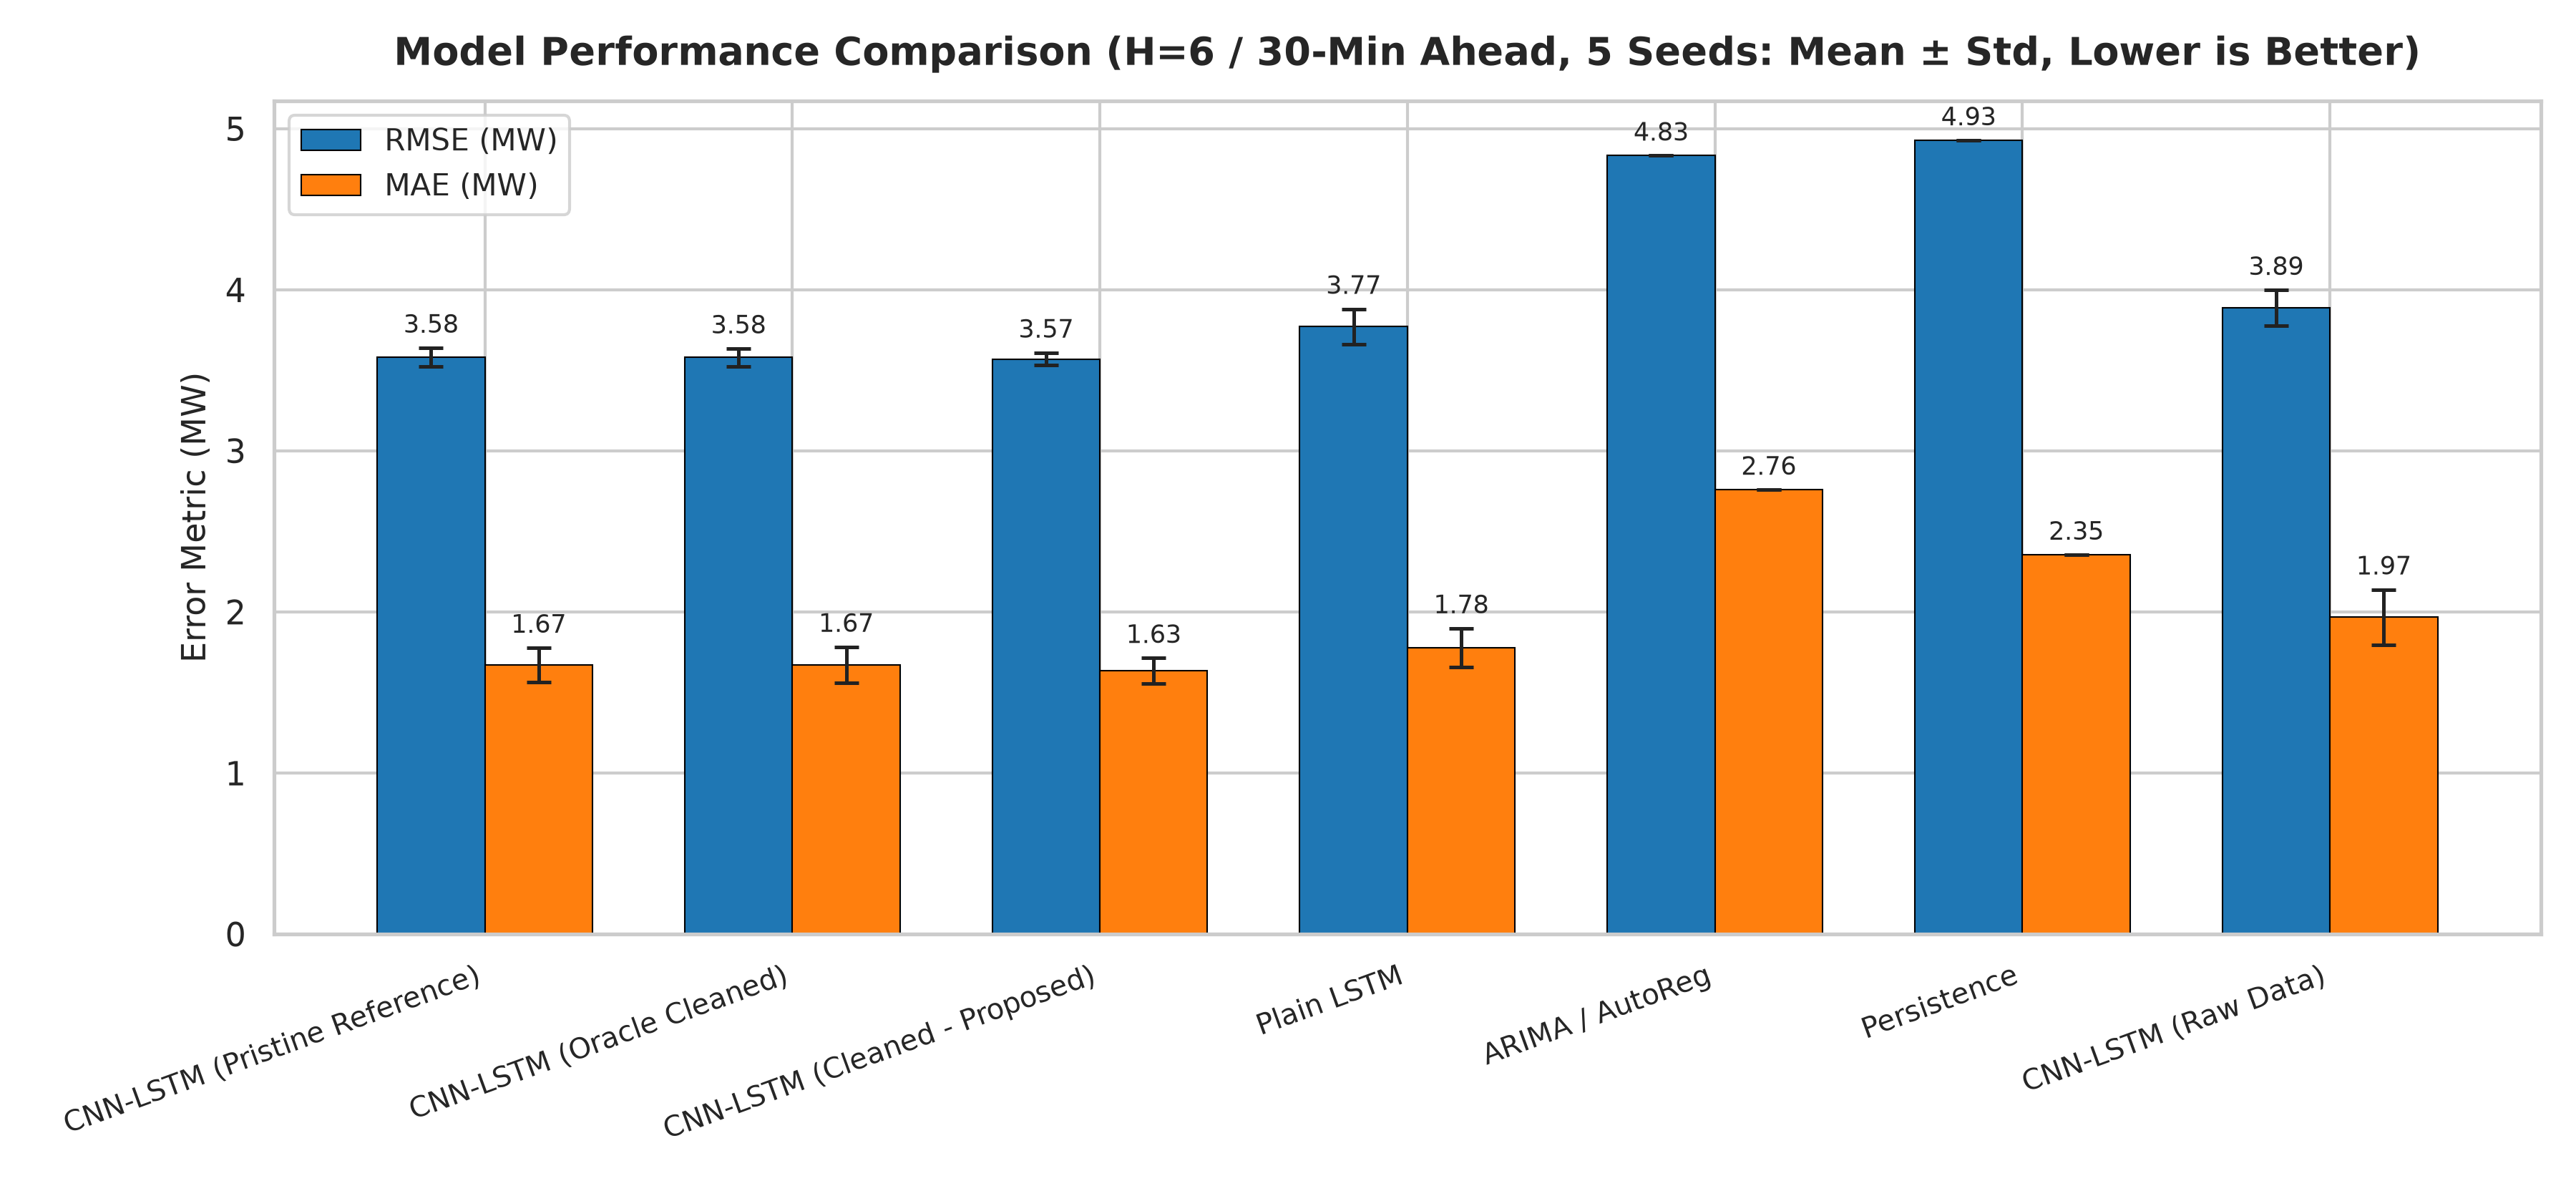 Model Performance Comparison (H=6 / 30-Min Ahead, 5 Seeds: Mean ± Std, Lower is Better)
RMSE (MW)
MAE (MW)
Error Metric (MW)
5
4
3
2
1
0
3.58
1.67
3.58
1.67
3.57
1.63
3.77
1.78
4.83
2.76
4.93
2.35
3.89
1.97
CNN-LSTM (Pristine Reference)
CNN-LSTM (Oracle Cleaned)
CNN-LSTM (Cleaned - Proposed)
Plain LSTM
ARIMA / AutoReg
Persistence
CNN-LSTM (Raw Data)